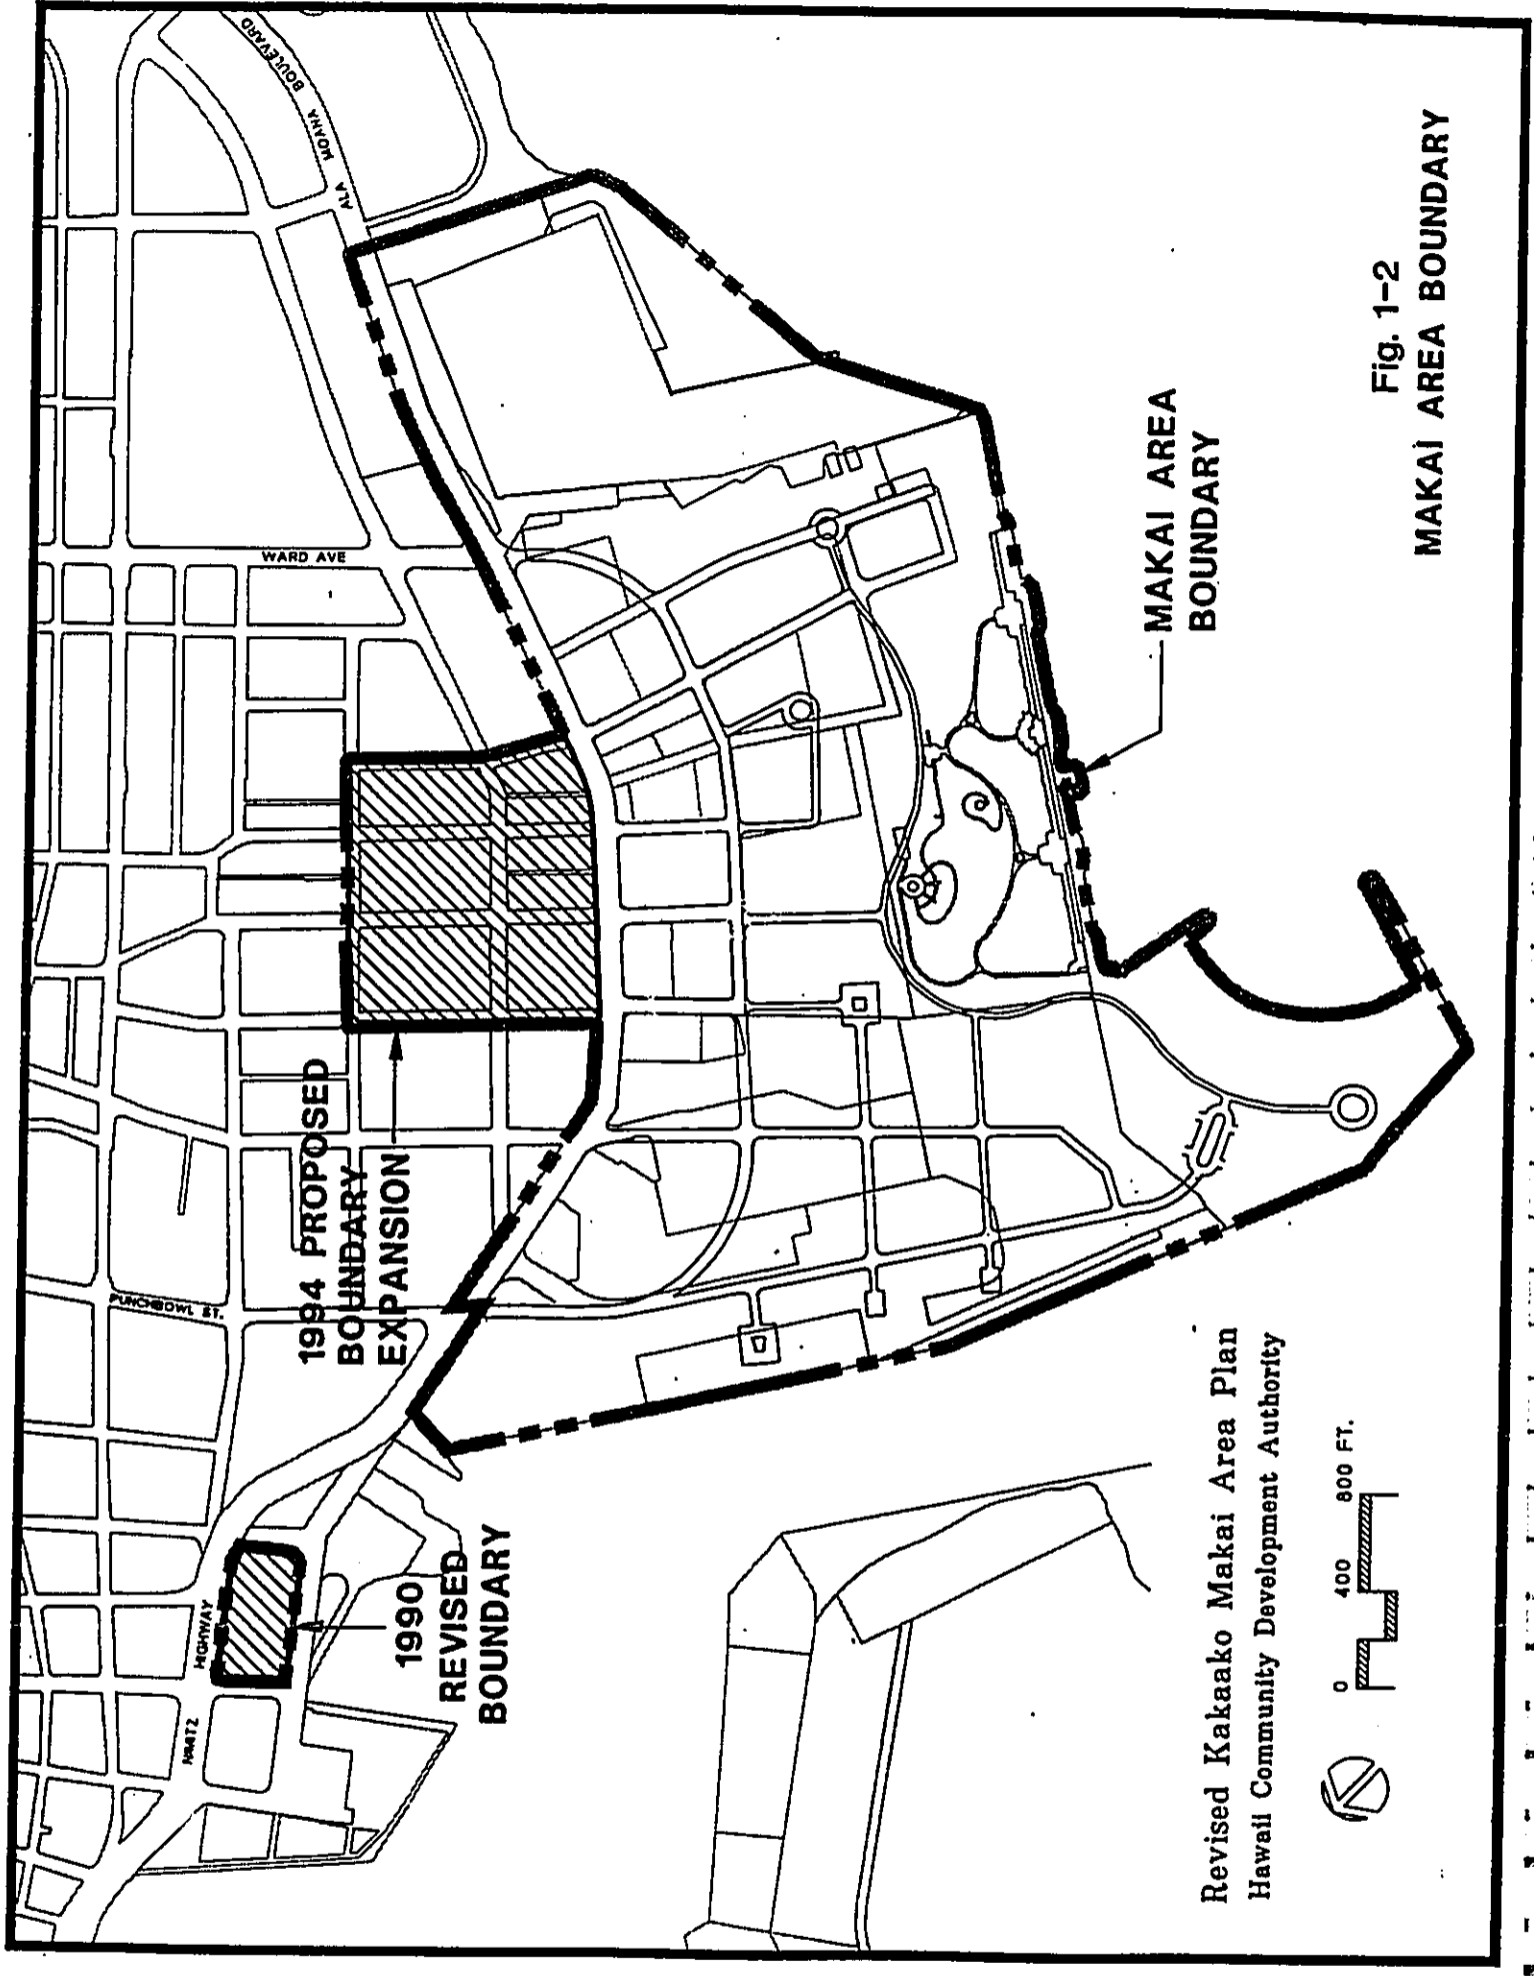 NIMITZ
HIGHWAY
PUNCHBOWL ST.
WARD AVE
ALA MOANA BOULEVARD
1994 PROPOSED
BOUNDARY
EXPANSION
1990
REVISED
BOUNDARY
MAKAI AREA
BOUNDARY
Revised Kakaako Makai Area Plan
Hawaii Community Development Authority
0 400 800 FT.
Fig. 1-2
MAKAI AREA BOUNDARY